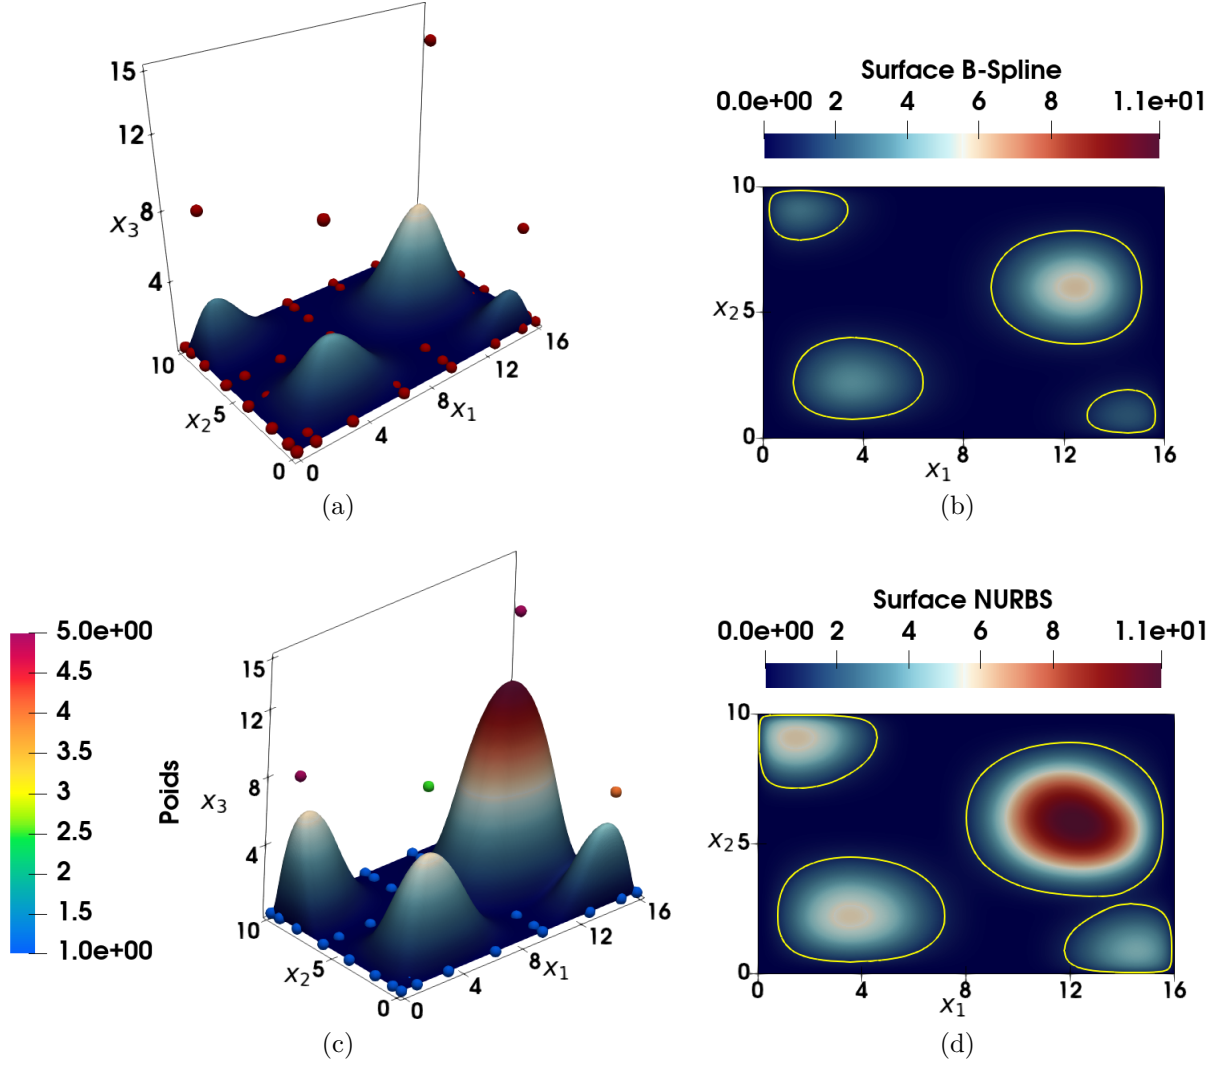 15
12
8
x₃
4
10
x₂
5
0
0
4
8
x₁
12
16
(a)
Surface B-Spline
0.0e+00 2 4 6 8 1.1e+01
10
x₂ 5
0
0 4 8 12 16
x₁
(b)
5.0e+00
4.5
4
3.5
3
2.5
2
1.5
1.0e+00
Poids
15
12
8
x₃
4
10
x₂
5
0
0
4
8
x₁
12
16
(c)
Surface NURBS
0.0e+00 2 4 6 8 1.1e+01
10
x₂ 5
0
0 4 8 12 16
x₁
(d)